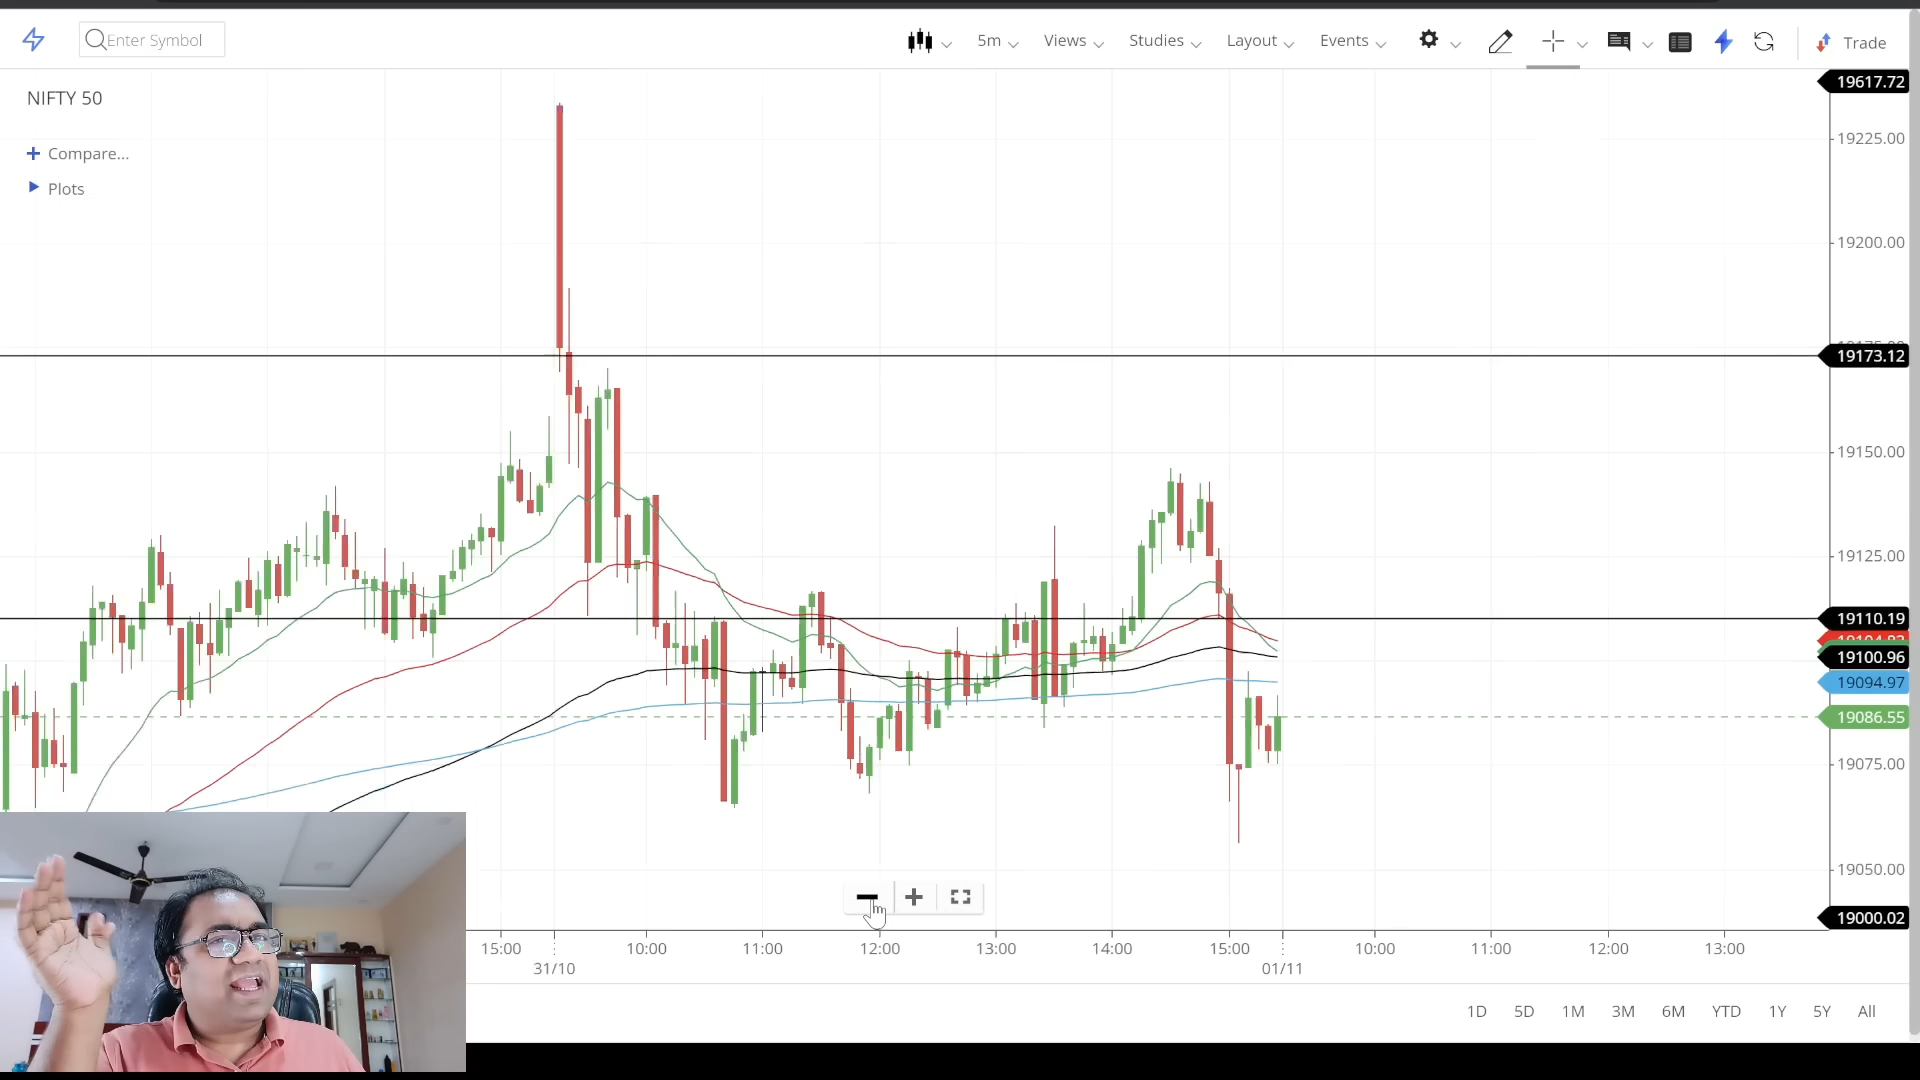 Enter Symbol
5m
Views
Studies
Layout
Events
Trade
NIFTY 50
Compare...
Plots
19617.72
19225.00
19200.00
19173.12
19150.00
19125.00
19110.19
19100.96
19094.97
19086.55
19075.00
19050.00
19000.02
15:00 10:00 11:00 12:00 13:00 14:00 15:00 10:00 11:00 12:00 13:00
31/10 01/11
1D 5D 1M 3M 6M YTD 1Y 5Y All